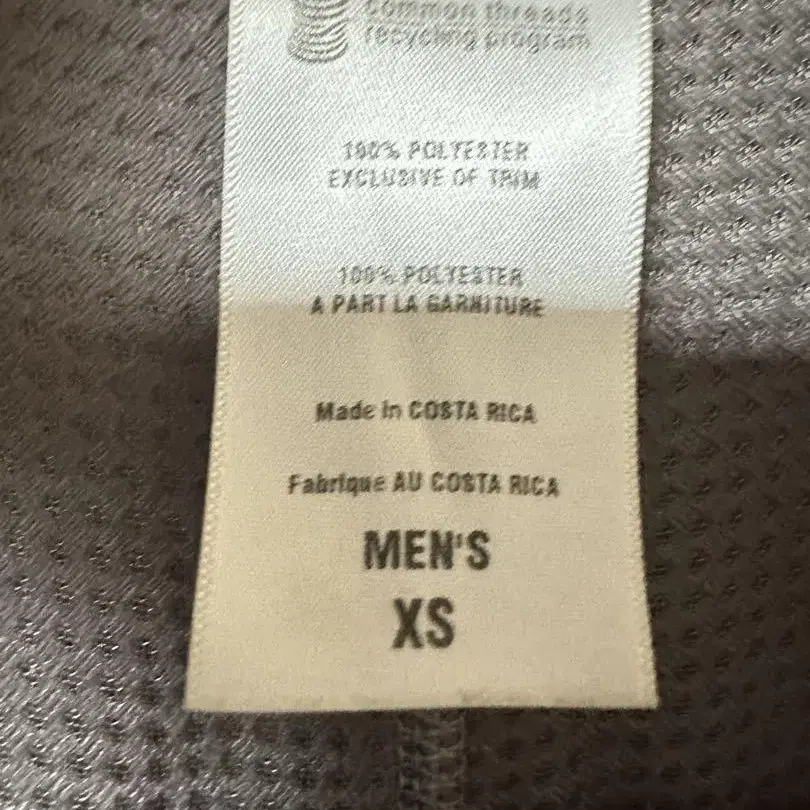 common threads
recycling program
100% POLYESTER
EXCLUSIVE OF TRIM
100% POLYESTER
A PART LA GARNITURE
Made in COSTA RICA
Fabrique AU COSTA RICA
MEN'S
XS